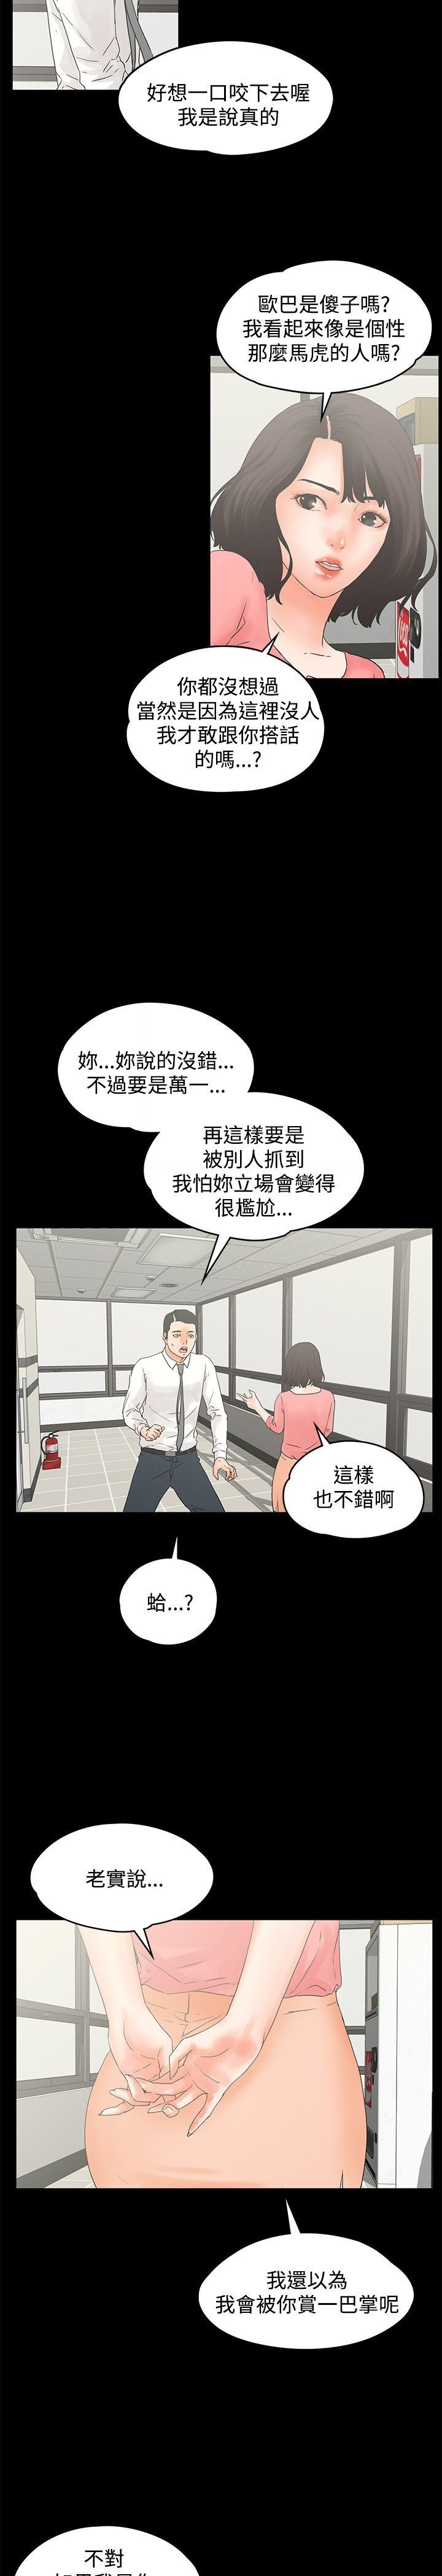 好想一口咬下去喔
我是說真的
歐巴是傻子嗎?
我看起來像是個性
那麼馬虎的人嗎?
你都沒想過
當然是因為這裡沒人
我才敢跟你搭話
的嗎...?
妳...妳說的沒錯...
不過要是萬一...
再這樣要是
被別人抓到
我怕妳立場會變得
很尷尬...
這樣
也不錯啊
蛤...?
老實說...
我還以為
我會被你賞一巴掌呢
不對